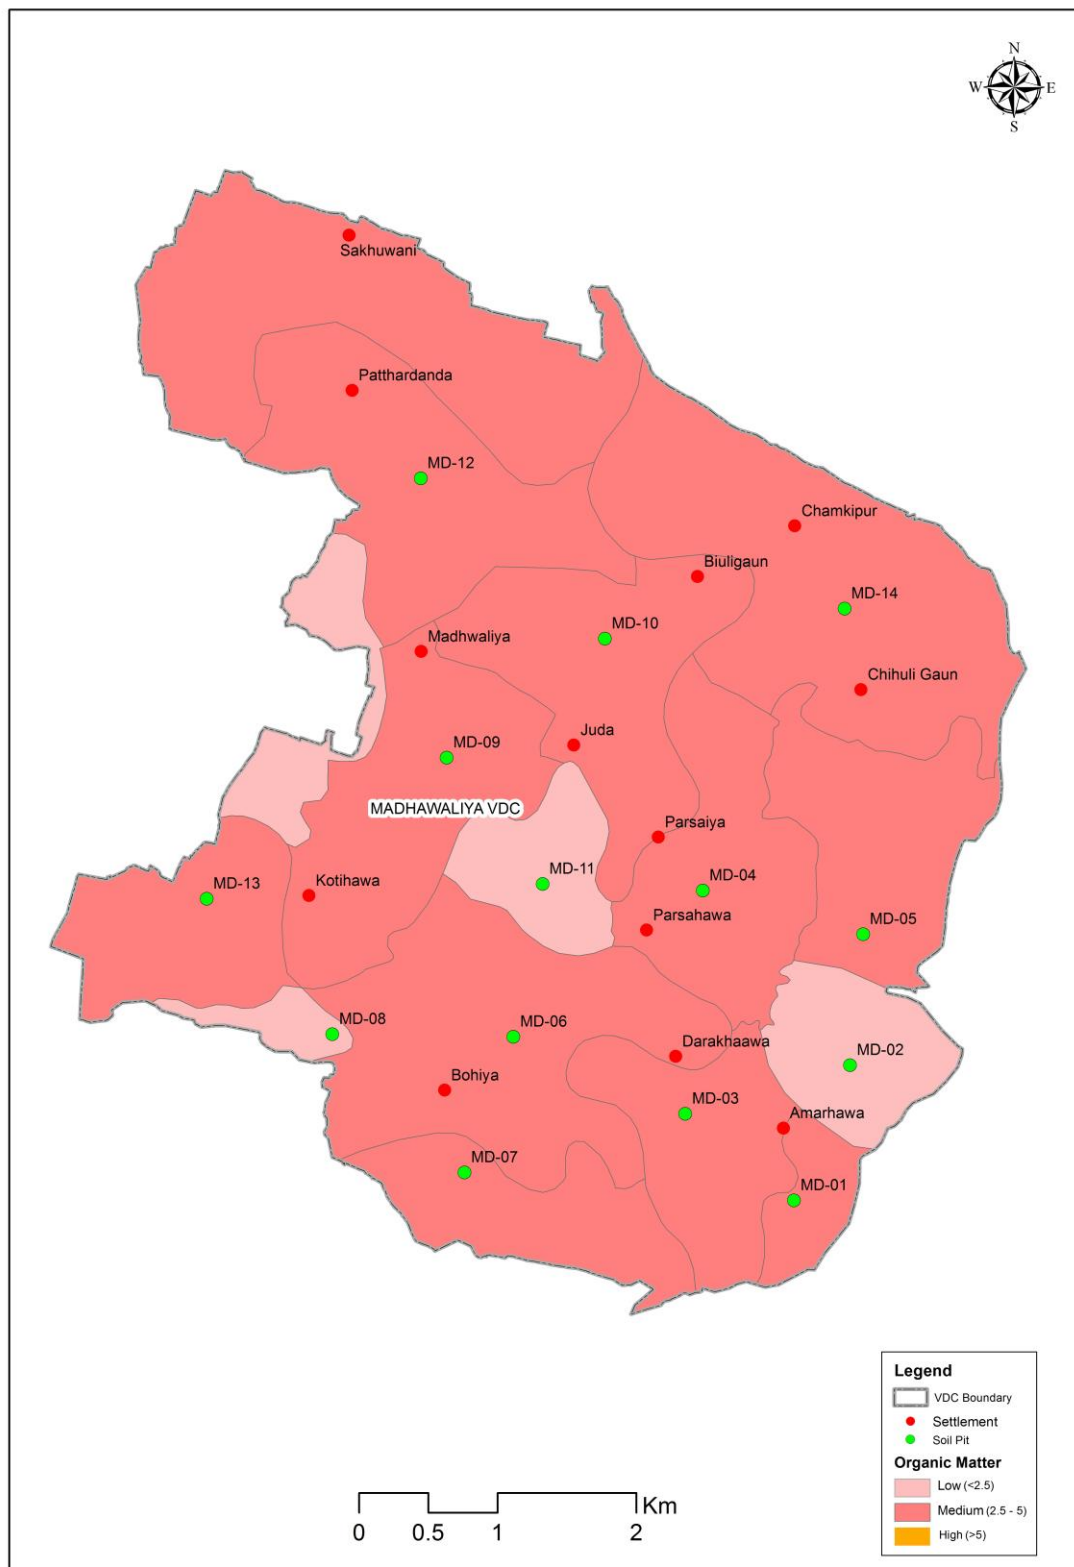 N
W E
S
Sakhuwani
Patthardanda
MD-12
Chamkipur
Biuligaun
MD-14
MD-10
Madhwaliya
Chihuli Gaun
Juda
MD-09
MADHAWALIYA VDC
Parsaiya
MD-11
MD-04
MD-13
Kotihawa
Parsahawa
MD-05
MD-08
MD-06
Darakhaawa
MD-02
Bohiya
MD-03
Amarhawa
MD-07
MD-01
Legend
VDC Boundary
Settlement
Soil Pit
Organic Matter
Low (<2.5)
Medium (2.5 - 5)
High (>5)
Km
0 0.5 1 2